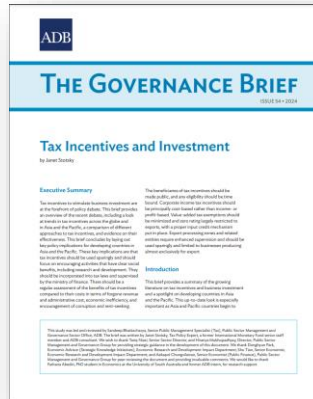 ADB
THE GOVERNANCE BRIEF
ISSUE 54 • 2024
Tax Incentives and Investment
by Janet Stotsky
Executive Summary
Tax incentives to stimulate business investment are
at the forefront of policy debate. This brief provides
an overview of the recent debate, including a look
at trends in tax incentives across the globe and
in Asia and the Pacific, a comparison of different
approaches to tax incentives, and evidence on their
effectiveness. This brief concludes by laying out
key policy implications for developing countries in
Asia and the Pacific. These key implications are that
tax incentives should be used sparingly and should
focus on encouraging activities that have clear social
benefits, including research and development. They
should be incorporated into tax laws and supervised
by the ministry of finance. There should be a
regular assessment of the benefits of tax incentives
compared to their costs in terms of forgone revenue
and administrative cost, economic inefficiency, and
encouragement of corruption and rent-seeking.
The beneficiaries of tax incentives should be
made public, and any eligibility should be time
bound. Corporate income tax incentives should
be principally cost-based rather than income- or
profit-based. Value-added tax exemptions should
be minimized and zero rating largely restricted to
exports, with a proper input credit mechanism
put in place. Export processing zones and related
entities require enhanced supervision and should be
used sparingly and limited to businesses producing
almost exclusively for export.
Introduction
This brief provides a summary of the growing
literature on tax incentives and business investment
and a spotlight on developing countries in Asia
and the Pacific. This up-to-date look is especially
important as Asia and Pacific countries begin to